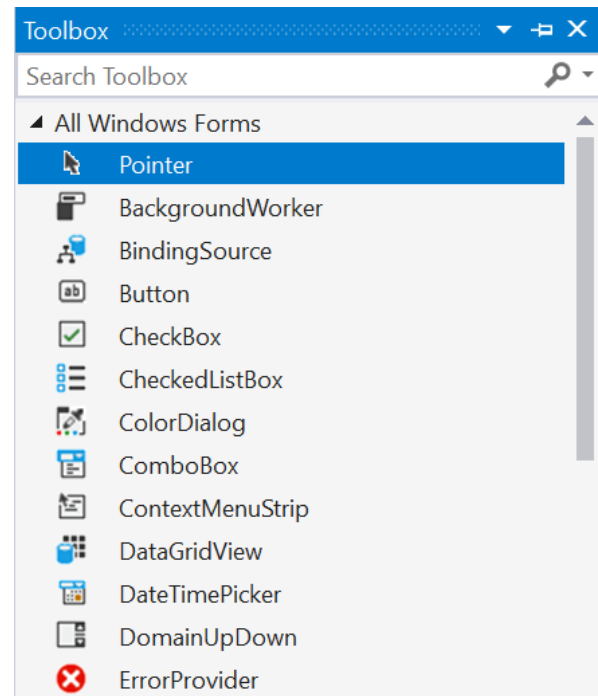 Toolbox
Search Toolbox
All Windows Forms
Pointer
BackgroundWorker
BindingSource
ab Button
CheckBox
CheckedListBox
ColorDialog
ComboBox
ContextMenuStrip
DataGridView
DateTimePicker
DomainUpDown
ErrorProvider